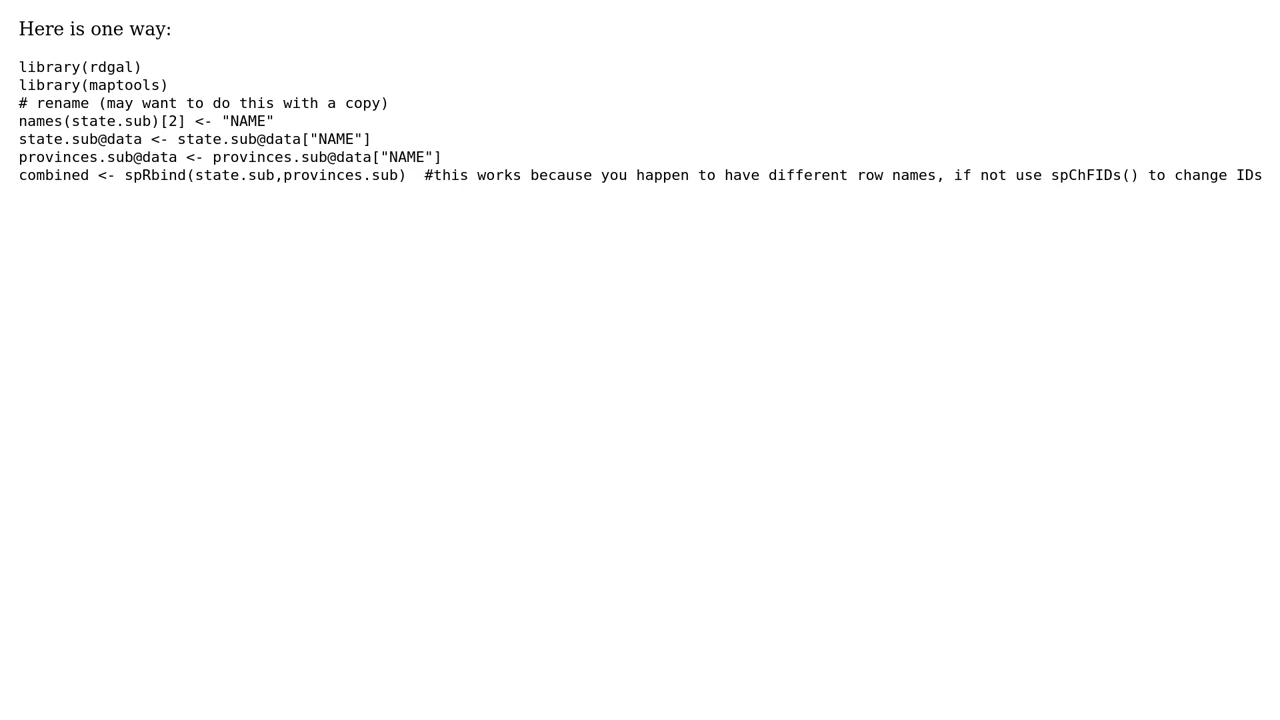 Here is one way:
library(rdgal)
library(maptools)
# rename (may want to do this with a copy)
names(state.sub)[2] <- "NAME"
state.sub@data <- state.sub@data["NAME"]
provinces.sub@data <- provinces.sub@data["NAME"]
combined <- spRbind(state.sub,provinces.sub)  #this works because you happen to have different row names, if not use spChFIDs() to change IDs